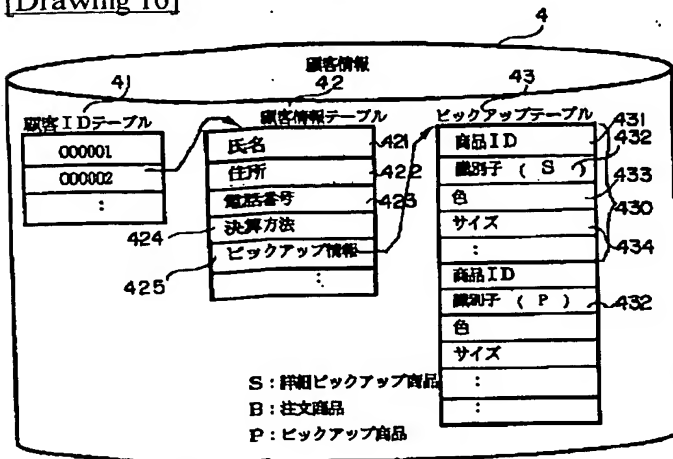 [Drawing 10]
4
顧客情報
41
42
43
顧客IDテーブル
000001
000002
:
顧客情報テーブル
氏名
421
住所
422
電話番号
423
424
決算方法
425
ピックアップ情報
:
ピックアップテーブル
商品ID
431
識別子 ( S )
432
色
433
サイズ
430
:
434
商品ID
識別子 ( P )
432
色
サイズ
:
:
S:詳細ピックアップ商品
B:注文商品
P:ピックアップ商品